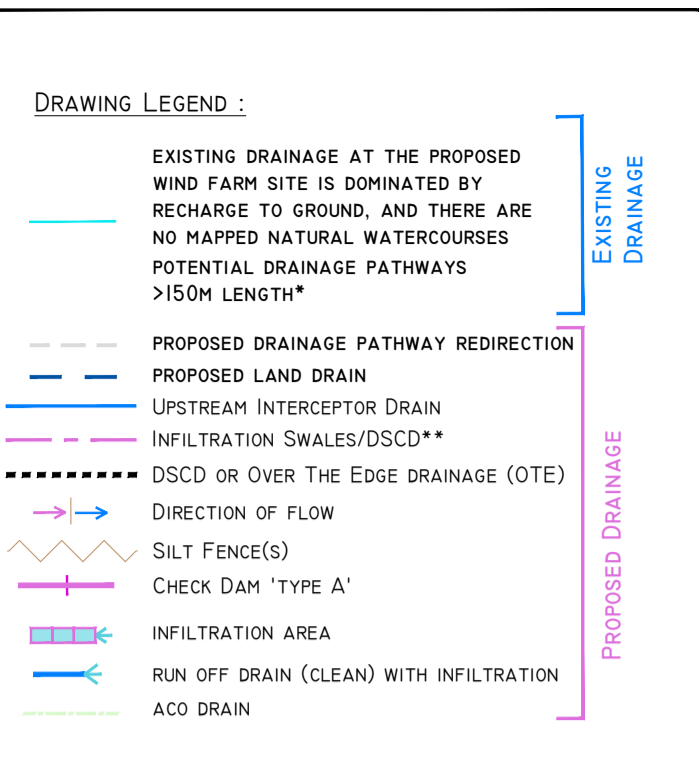 DRAWING LEGEND :
EXISTING DRAINAGE AT THE PROPOSED
WIND FARM SITE IS DOMINATED BY
RECHARGE TO GROUND, AND THERE ARE
NO MAPPED NATURAL WATERCOURSES
POTENTIAL DRAINAGE PATHWAYS
>150M LENGTH*
EXISTING
DRAINAGE
PROPOSED DRAINAGE PATHWAY REDIRECTION
PROPOSED LAND DRAIN
UPSTREAM INTERCEPTOR DRAIN
INFILTRATION SWALES/DSCD**
DSCD OR OVER THE EDGE DRAINAGE (OTE)
DIRECTION OF FLOW
SILT FENCE(S)
CHECK DAM 'TYPE A'
INFILTRATION AREA
RUN OFF DRAIN (CLEAN) WITH INFILTRATION
ACO DRAIN
PROPOSED DRAINAGE